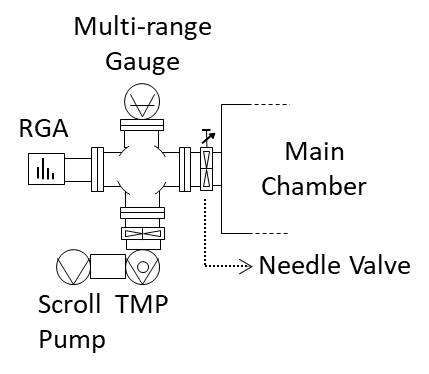 Multi-range
Gauge
RGA
Main
Chamber
Needle Valve
Scroll TMP
Pump